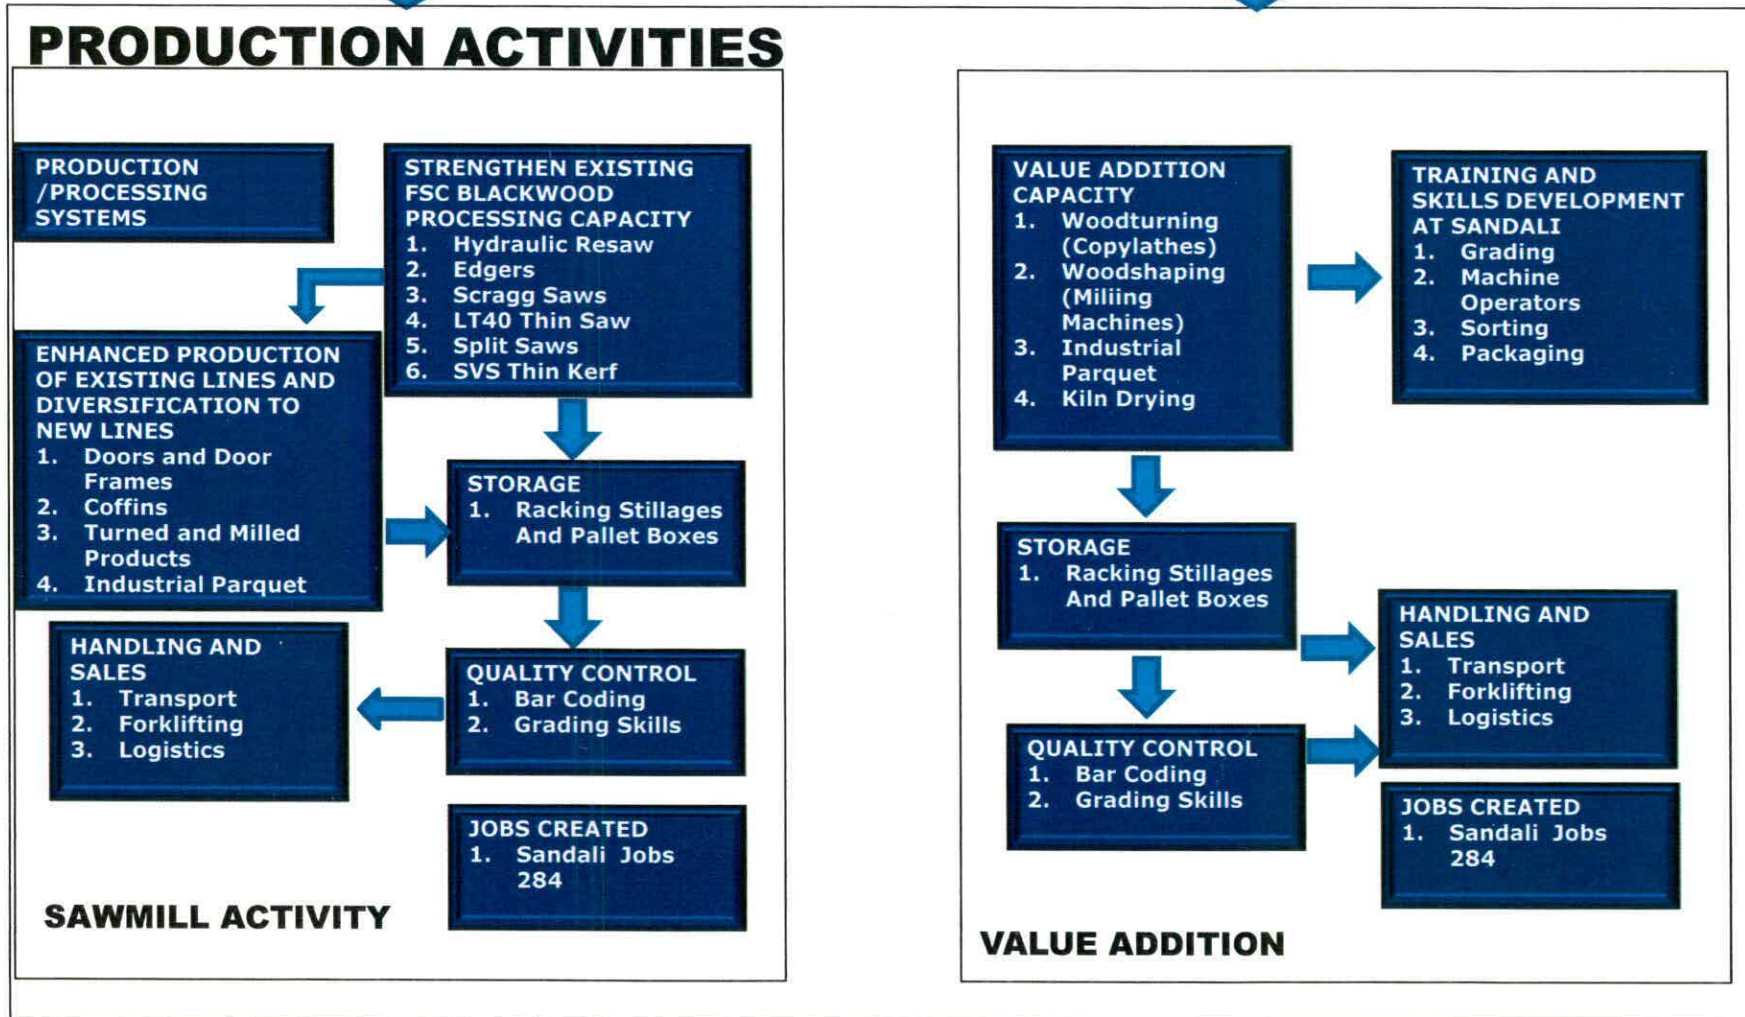 PRODUCTION ACTIVITIES
PRODUCTION
/PROCESSING
SYSTEMS
STRENGTHEN EXISTING
FSC BLACKWOOD
PROCESSING CAPACITY
1. Hydraulic Resaw
2. Edgers
3. Scragg Saws
4. LT40 Thin Saw
5. Split Saws
6. SVS Thin Kerf
ENHANCED PRODUCTION
OF EXISTING LINES AND
DIVERSIFICATION TO
NEW LINES
1. Doors and Door
Frames
2. Coffins
3. Turned and Milled
Products
4. Industrial Parquet
STORAGE
1. Racking Stillages
And Pallet Boxes
HANDLING AND
SALES
1. Transport
2. Forklifting
3. Logistics
QUALITY CONTROL
1. Bar Coding
2. Grading Skills
JOBS CREATED
1. Sandali Jobs
284
SAWMILL ACTIVITY
VALUE ADDITION
CAPACITY
1. Woodturning
(Copylathes)
2. Woodshaping
(Miliing
Machines)
3. Industrial
Parquet
4. Kiln Drying
TRAINING AND
SKILLS DEVELOPMENT
AT SANDALI
1. Grading
2. Machine
Operators
3. Sorting
4. Packaging
STORAGE
1. Racking Stillages
And Pallet Boxes
HANDLING AND
SALES
1. Transport
2. Forklifting
3. Logistics
QUALITY CONTROL
1. Bar Coding
2. Grading Skills
JOBS CREATED
1. Sandali Jobs
284
VALUE ADDITION